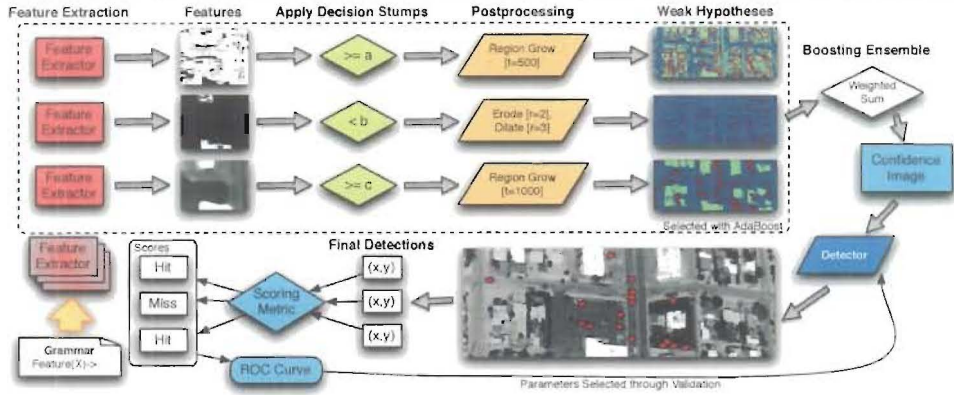 Feature Extraction
Features
Apply Decision Stumps
Postprocessing
Weak Hypotheses
Feature
Extractor
>= a
Region Grow
[t=500]
Boosting Ensemble
Weighted
Sum
Feature
Extractor
< b
Erode [r=2],
Dilate [r=3]
Confidence
Image
Feature
Extractor
>= c
Region Grow
[t=1000]
Selected with AdaBoost
Feature
Extractor
Scores
Hit
Miss
Hit
Final Detections
Scoring
Metric
(x,y)
(x,y)
(x,y)
Detector
Grammar
Feature(X)->
ROC Curve
Parameters Selected through Validation